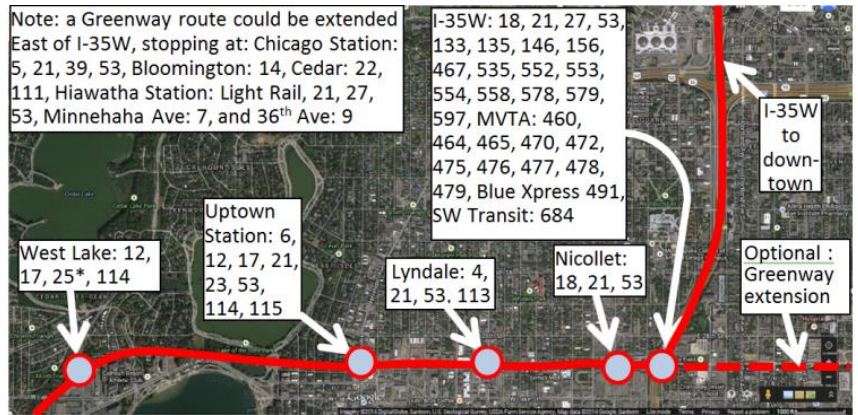 Note: a Greenway route could be extended
East of I-35W, stopping at: Chicago Station:
5, 21, 39, 53, Bloomington: 14, Cedar: 22,
111, Hiawatha Station: Light Rail, 21, 27,
53, Minnehaha Ave: 7, and 36th Ave: 9
I-35W: 18, 21, 27, 53,
133, 135, 146, 156,
467, 535, 552, 553,
554, 558, 578, 579,
597, MVTA: 460,
464, 465, 470, 472,
475, 476, 477, 478,
479, Blue Xpress 491,
SW Transit: 684
I-35W
to
down-
town
West Lake: 12,
17, 25*, 114
Uptown
Station: 6,
12, 17, 21,
23, 53,
114, 115
Lyndale: 4,
21, 53, 113
Nicollet:
18, 21, 53
Optional :
Greenway
extension
Google